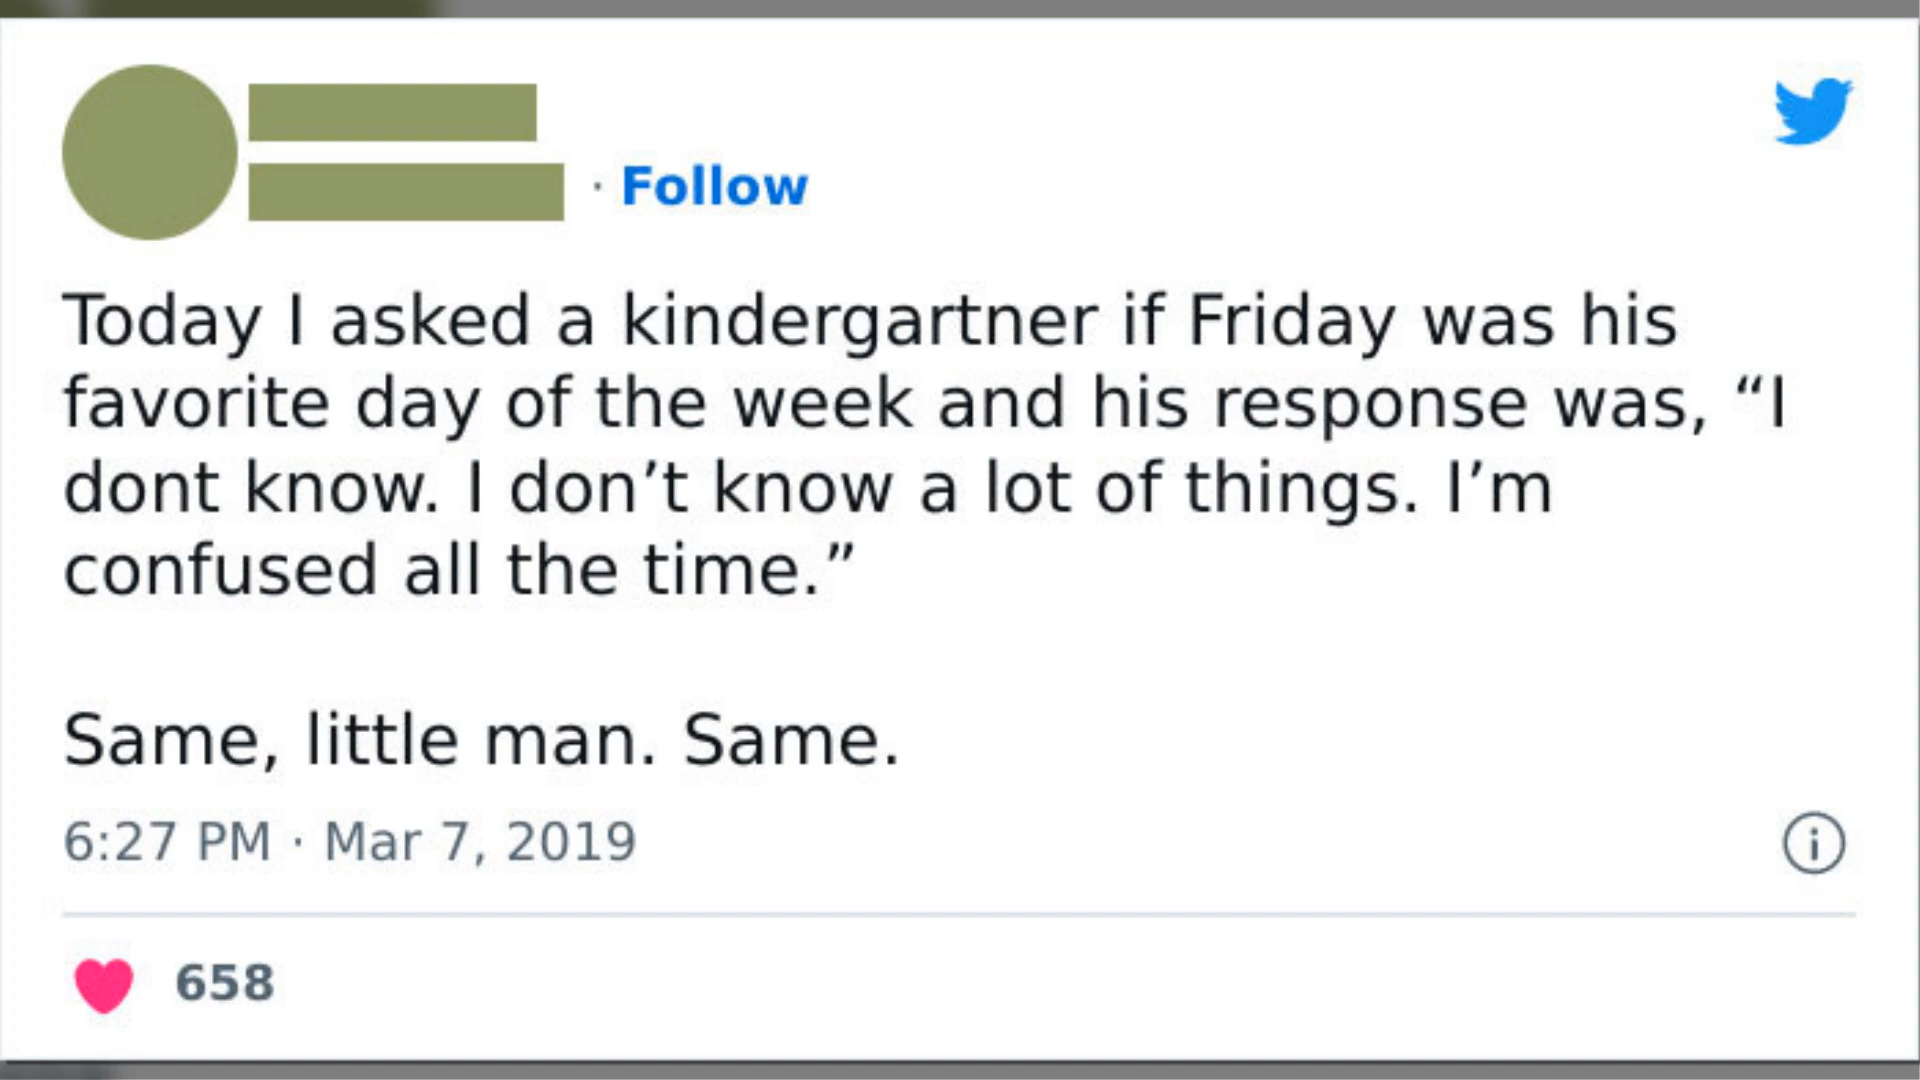 · Follow
Today I asked a kindergartner if Friday was his
favorite day of the week and his response was, “I
dont know. I don’t know a lot of things. I’m
confused all the time.”
Same, little man. Same.
6:27 PM · Mar 7, 2019
658